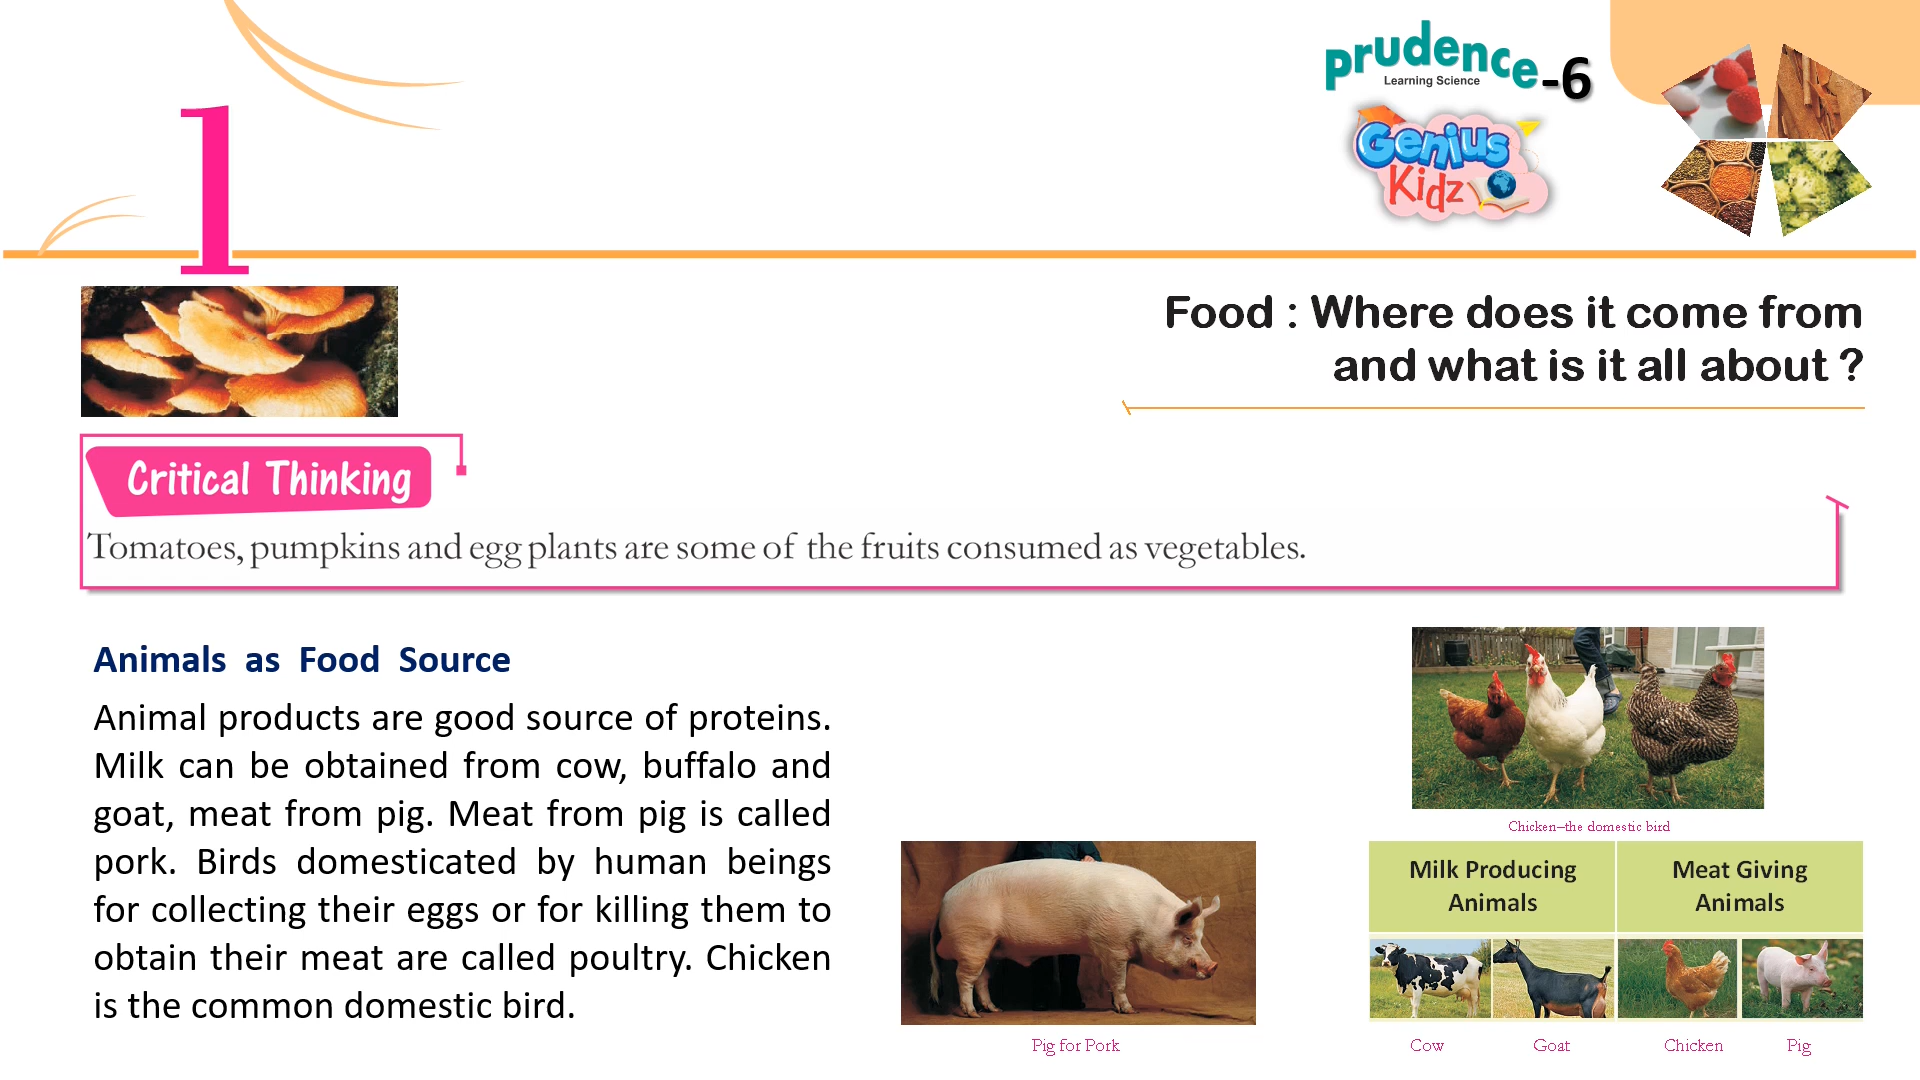 prudence-6
Learning Science
Genius
Kidz
1
Food : Where does it come from
and what is it all about ?
Critical Thinking
Tomatoes, pumpkins and egg plants are some of the fruits consumed as vegetables.
Animals as Food Source
Animal products are good source of proteins.
Milk can be obtained from cow, buffalo and
goat, meat from pig. Meat from pig is called
pork. Birds domesticated by human beings
for collecting their eggs or for killing them to
obtain their meat are called poultry. Chicken
is the common domestic bird.
Pig for Pork
Chicken–the domestic bird
Milk Producing
Animals
Meat Giving
Animals
Cow Goat Chicken Pig